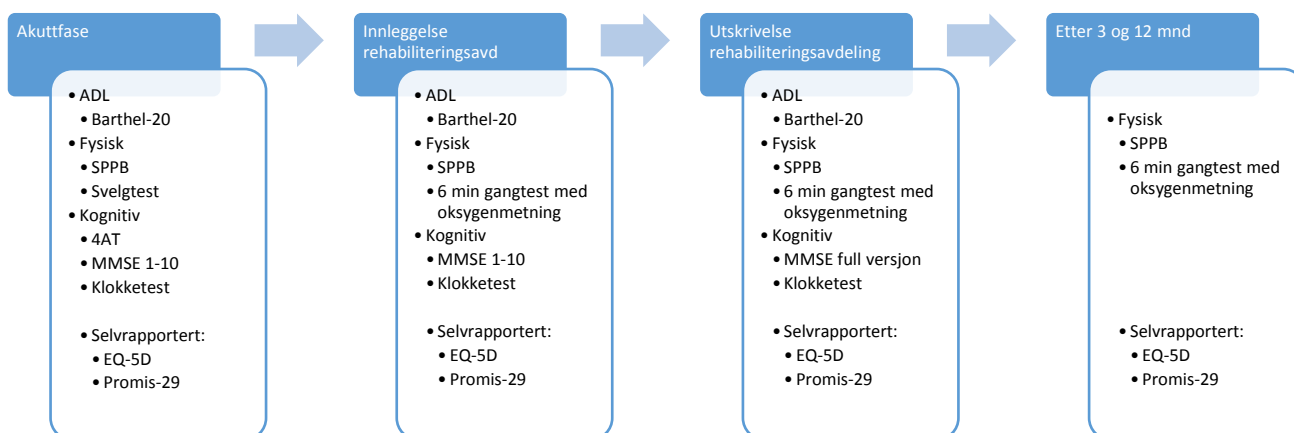 Akuttfase
• ADL
• Barthel-20
• Fysisk
• SPPB
• Svelgtest
• Kognitiv
• 4AT
• MMSE 1-10
• Klokketest
• Selvrapportert:
• EQ-5D
• Promis-29
Innleggelse
rehabiliteringsavd
• ADL
• Barthel-20
• Fysisk
• SPPB
• 6 min gangtest med
oksygenmetning
• Kognitiv
• MMSE 1-10
• Klokketest
• Selvrapportert:
• EQ-5D
• Promis-29
Utskrivelse
rehabiliteringsavdeling
• ADL
• Barthel-20
• Fysisk
• SPPB
• 6 min gangtest med
oksygenmetning
• Kognitiv
• MMSE full versjon
• Klokketest
• Selvrapportert:
• EQ-5D
• Promis-29
Etter 3 og 12 mnd
• Fysisk
• SPPB
• 6 min gangtest med
oksygenmetning
• Selvrapportert:
• EQ-5D
• Promis-29